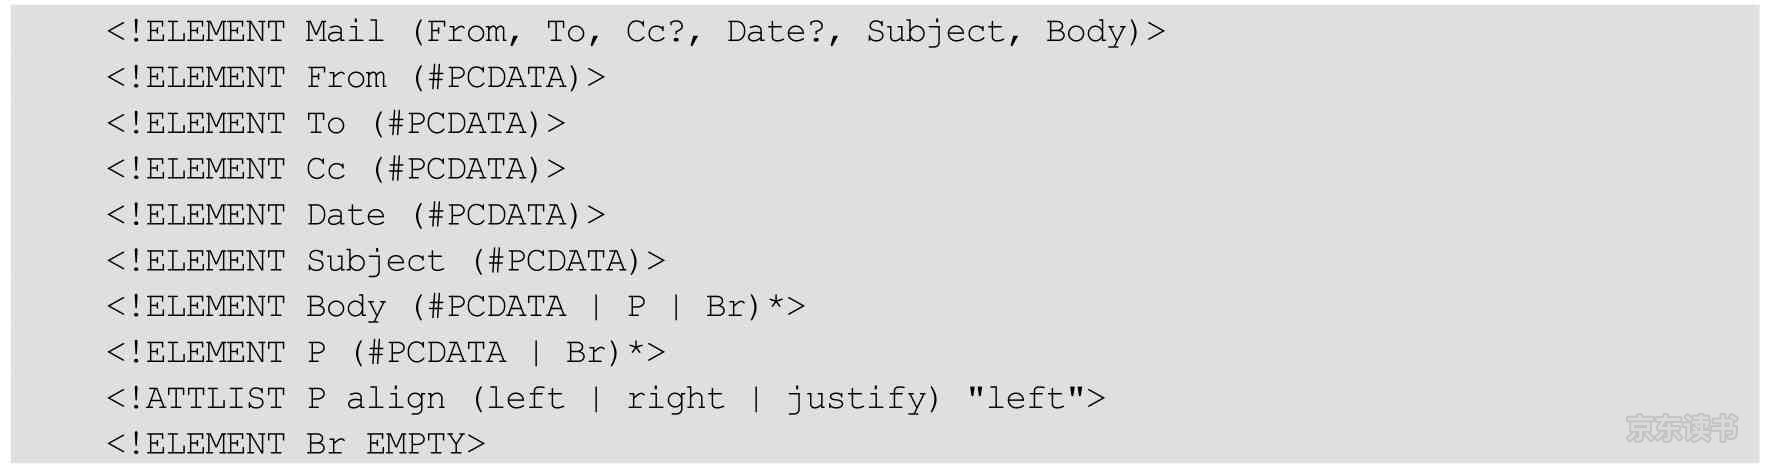 <!ELEMENT Mail (From, To, Cc?, Date?, Subject, Body)>
<!ELEMENT From (#PCDATA)>
<!ELEMENT To (#PCDATA)>
<!ELEMENT Cc (#PCDATA)>
<!ELEMENT Date (#PCDATA)>
<!ELEMENT Subject (#PCDATA)>
<!ELEMENT Body (#PCDATA | P | Br)*>
<!ELEMENT P (#PCDATA | Br)*>
<!ATTLIST P align (left | right | justify) "left">
<!ELEMENT Br EMPTY>
京东读书